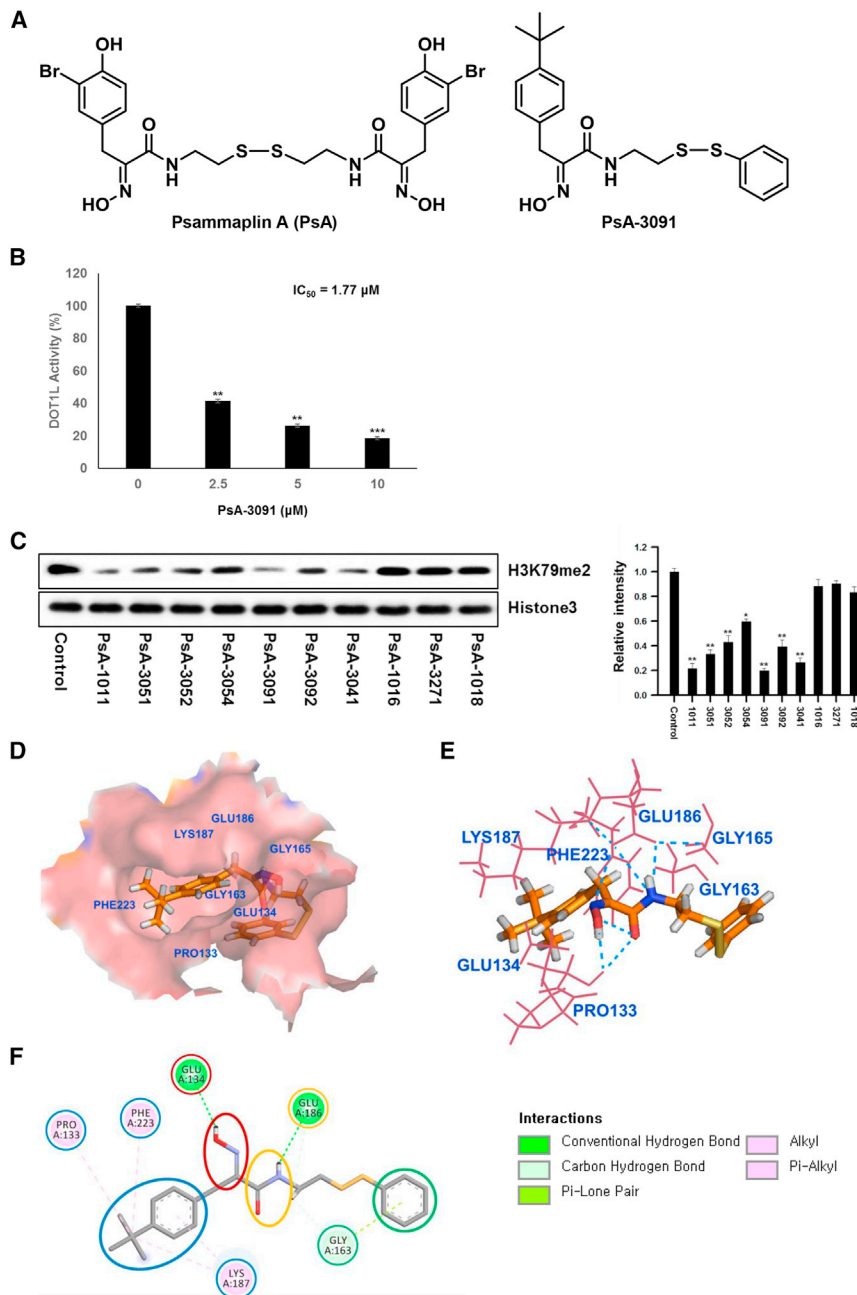 A
OH
Br
O
N
H
N
HO
S–S
H
N
O
N
OH
OH
Br
Psammaplin A (PsA)
O
N
H
N
HO
S–S
PsA-3091
B
IC50 = 1.77 µM
DOT1L Activity (%)
120
100
80
60
40
20
0
**
**
***
0 2.5 5 10
PsA-3091 (µM)
C
H3K79me2
Histone3
Control
PsA-1011
PsA-3051
PsA-3052
PsA-3054
PsA-3091
PsA-3092
PsA-3041
PsA-1016
PsA-3271
PsA-1018
Relative intensity
1.2
1.0
0.8
0.6
0.4
0.2
0.0
** ** ** * ** ** **
Control
1011
3051
3052
3054
3091
3092
3041
1016
3271
1018
D
GLU186
LYS187
GLY165
PHE223
GLY163
GLU134
PRO133
E
GLU186
LYS187
GLY165
PHE223
GLY163
GLU134
PRO133
F
GLU
A:134
GLU
A:186
PHE
A:223
PRO
A:133
GLY
A:163
LYS
A:187
Interactions
Conventional Hydrogen Bond
Carbon Hydrogen Bond
Pi-Lone Pair
Alkyl
Pi-Alkyl